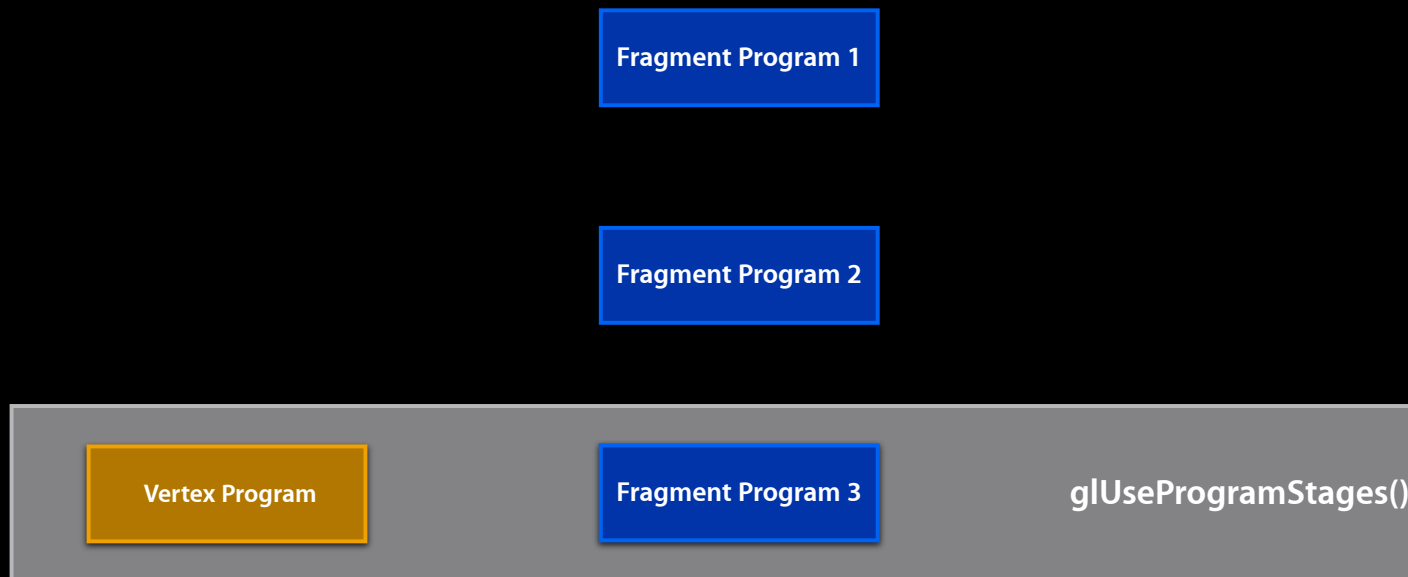 Fragment Program 1
Fragment Program 2
Vertex Program
Fragment Program 3
glUseProgramStages()